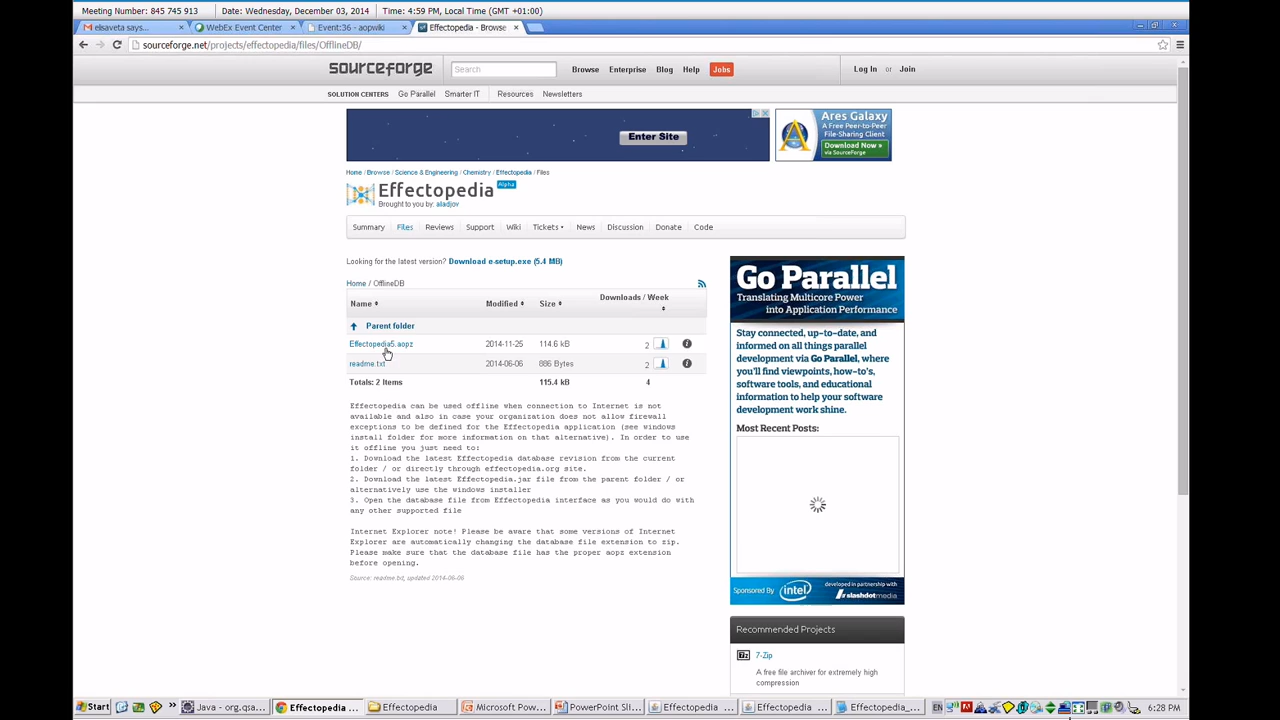 Meeting Number: 845 745 913
Date: Wednesday, December 03, 2014
Time: 4:59 PM, Local Time (GMT +01:00)
elisaveta says...
WebEx Event Center
Event:36 - aopwiki
Effectopedia - Browse
sourceforge.net/projects/effectopedia/files/OfflineDB/
sourceforge
Search
Browse
Enterprise
Blog
Help
Jobs
Log In or Join
SOLUTION CENTERS
Go Parallel
Smarter IT
Resources
Newsletters
Enter Site
Ares Galaxy
A Free Peer-to-Peer
File-Sharing Client
Download Now »
via SourceForge
Home / Browse / Science & Engineering / Chemistry / Effectopedia / Files
Effectopedia Alpha
Brought to you by: aladjov
Summary
Files
Reviews
Support
Wiki
Tickets
News
Discussion
Donate
Code
Looking for the latest version? Download e-setup.exe (5.4 MB)
Home / OfflineDB
Name
Modified
Size
Downloads / Week
Parent folder
Effectopedia5.aopz 2014-11-25 114.6 kB 2
readme.txt 2014-06-06 886 Bytes 2
Totals: 2 Items 115.4 kB 4
Effectopedia can be used offline when connection to Internet is not
available and also in case your organization does not allow firewall
exceptions to be defined for the Effectopedia application (see windows
install folder for more information on that alternative). In order to use
it offline you just need to:
1. Download the latest Effectopedia database revision from the current
folder / or directly through effectopedia.org site.
2. Download the latest Effectopedia.jar file from the parent folder / or
alternatively use the windows installer
3. Open the database file from Effectopedia interface as you would do with
any other supported file
Internet Explorer note! Please be aware that some versions of Internet
Explorer are automatically changing the database file extension to zip.
Please make sure that the database file has the proper aopz extension
before opening.
Source: readme.txt, updated 2014-06-06
Go Parallel
Translating Multicore Power
into Application Performance
Stay connected, up-to-date, and
informed on all things parallel
development via Go Parallel, where
you'll find viewpoints, how-to's,
software tools, and educational
information to help your software
development work shine.
Most Recent Posts:
Sponsored By intel developed in partnership with
slashdotmedia
Recommended Projects
7-Zip
A free file archiver for extremely high
compression
Start
Java - org.qsa...
Effectopedia ...
Effectopedia
Microsoft Power...
PowerPoint Sli...
Effectopedia ...
Effectopedia ...
Effectopedia_...
EN
6:28 PM